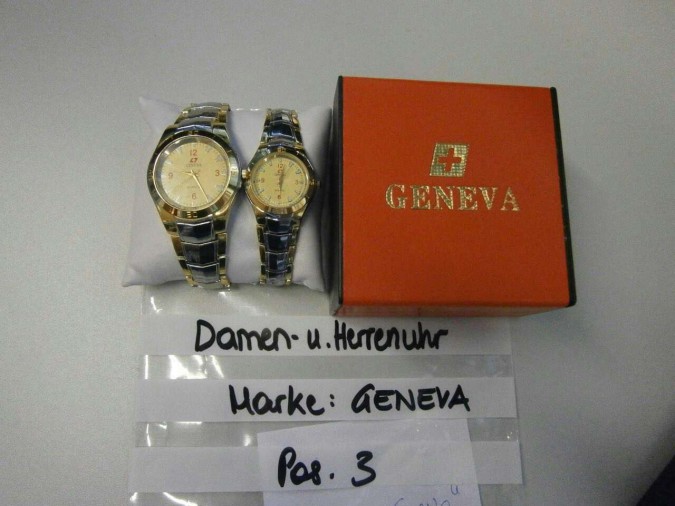 GENEVA
Damen- u. Herrenuhr
Marke: GENEVA
Pos. 3